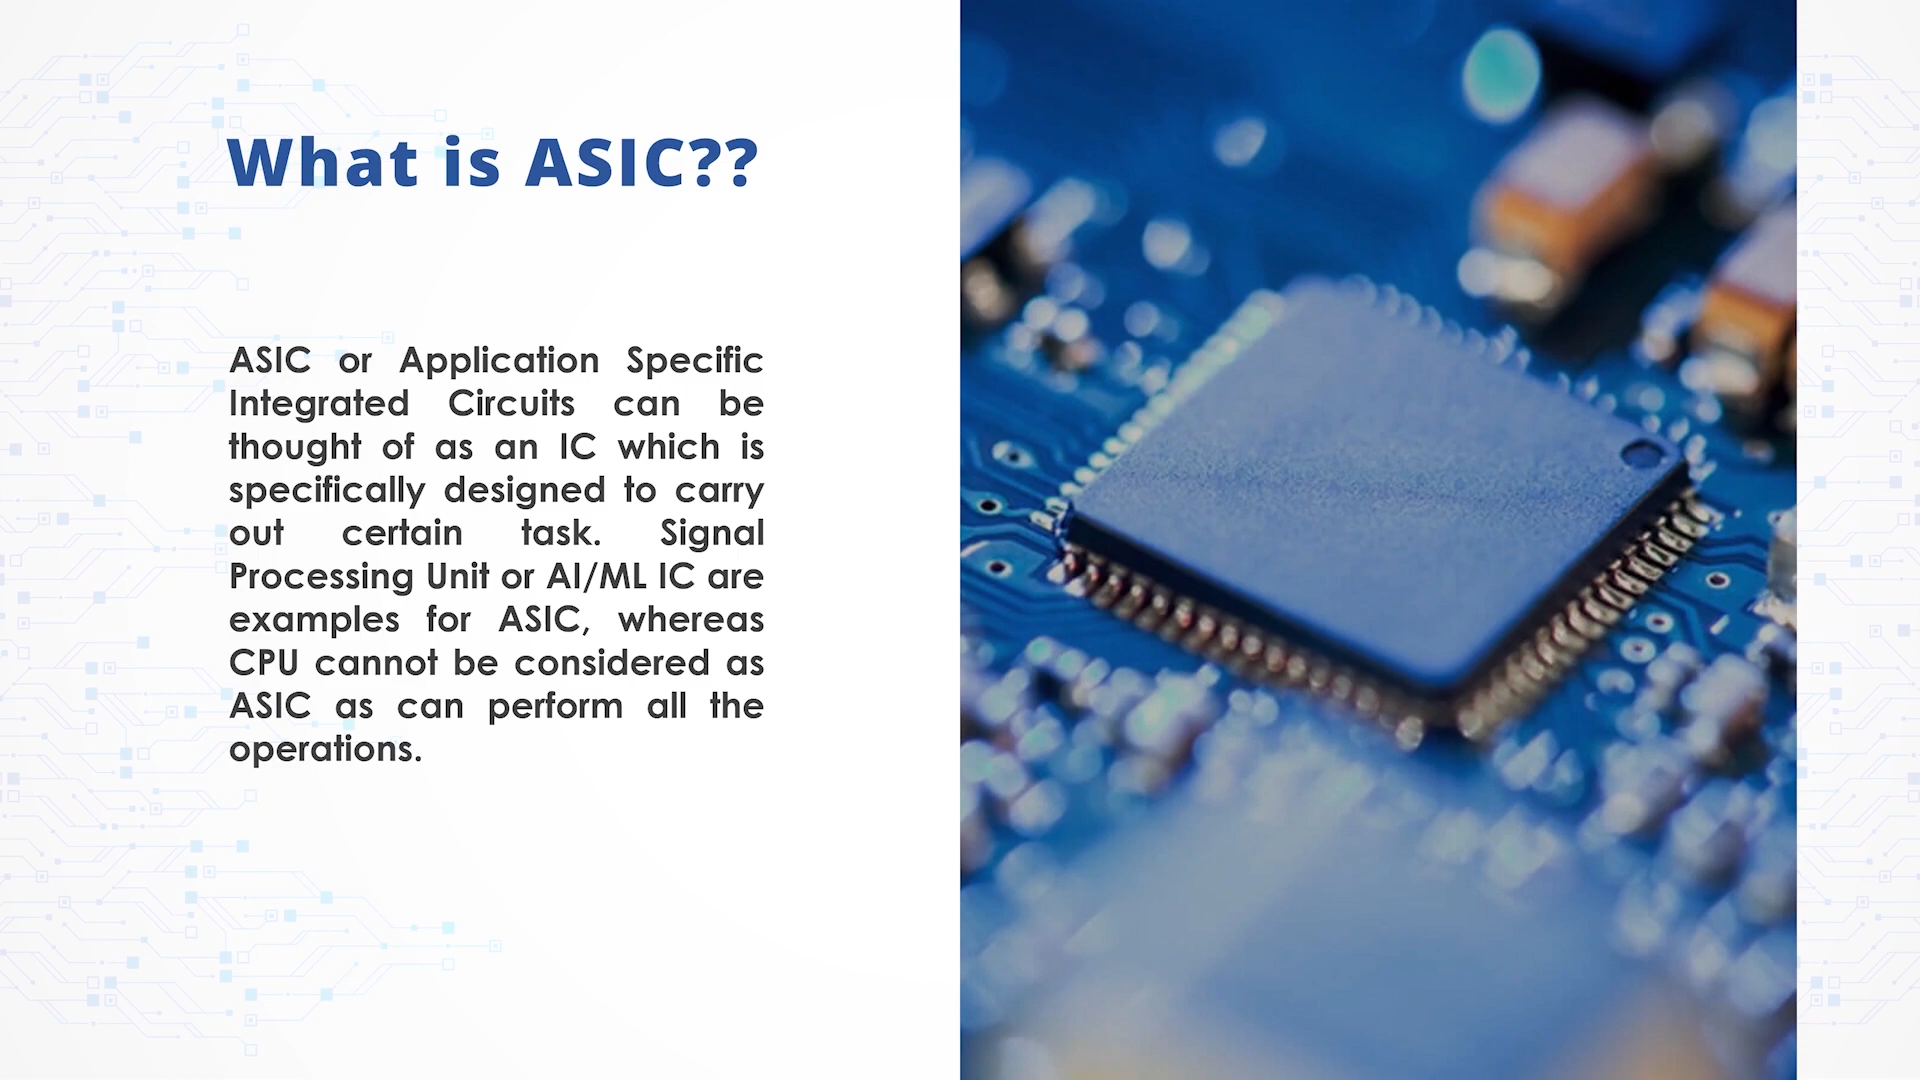 What is ASIC??
ASIC or Application Specific
Integrated Circuits can be
thought of as an IC which is
specifically designed to carry
out certain task. Signal
Processing Unit or AI/ML IC are
examples for ASIC, whereas
CPU cannot be considered as
ASIC as can perform all the
operations.